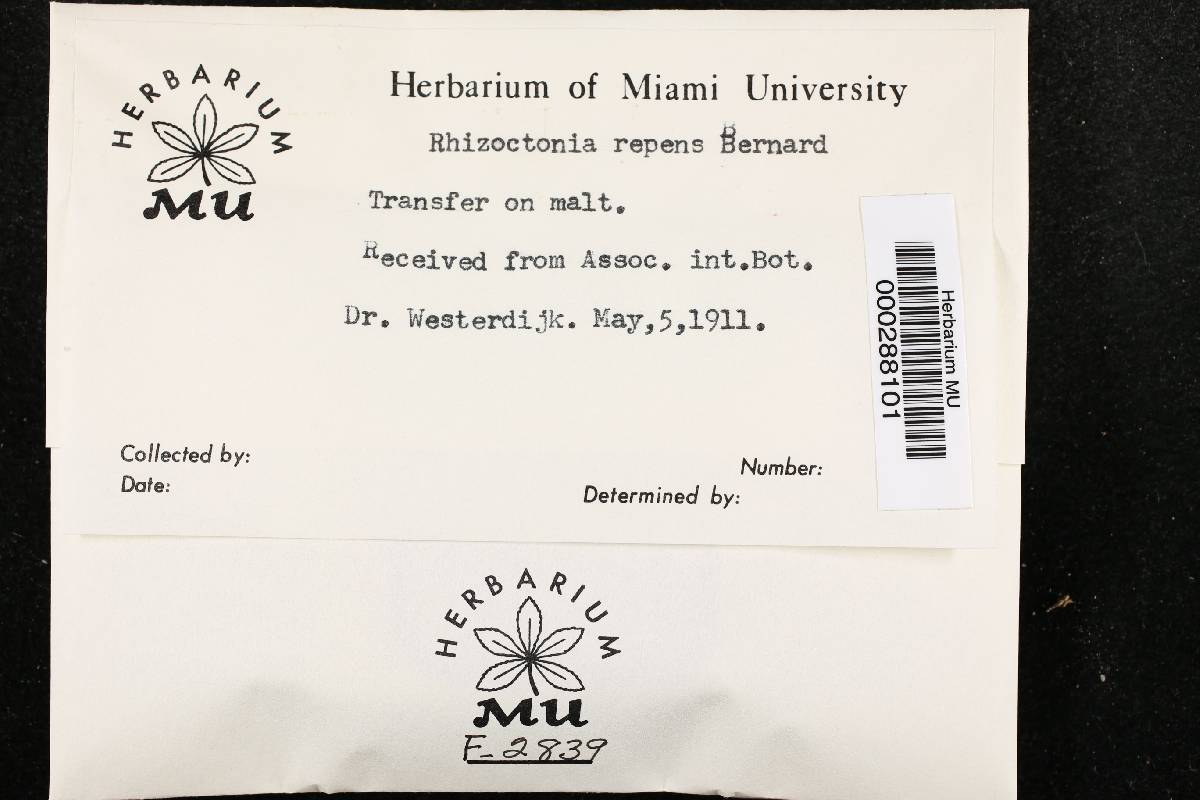 HERBARIUM
MU
Herbarium of Miami University
Rhizoctonia repens Bernard
Transfer on malt.
Received from Assoc. int.Bot.
Dr. Westerdijk. May,5,1911.
Herbarium MU
000288101
Collected by:
Date:
Number:
Determined by:
HERBARIUM
MU
F-2839